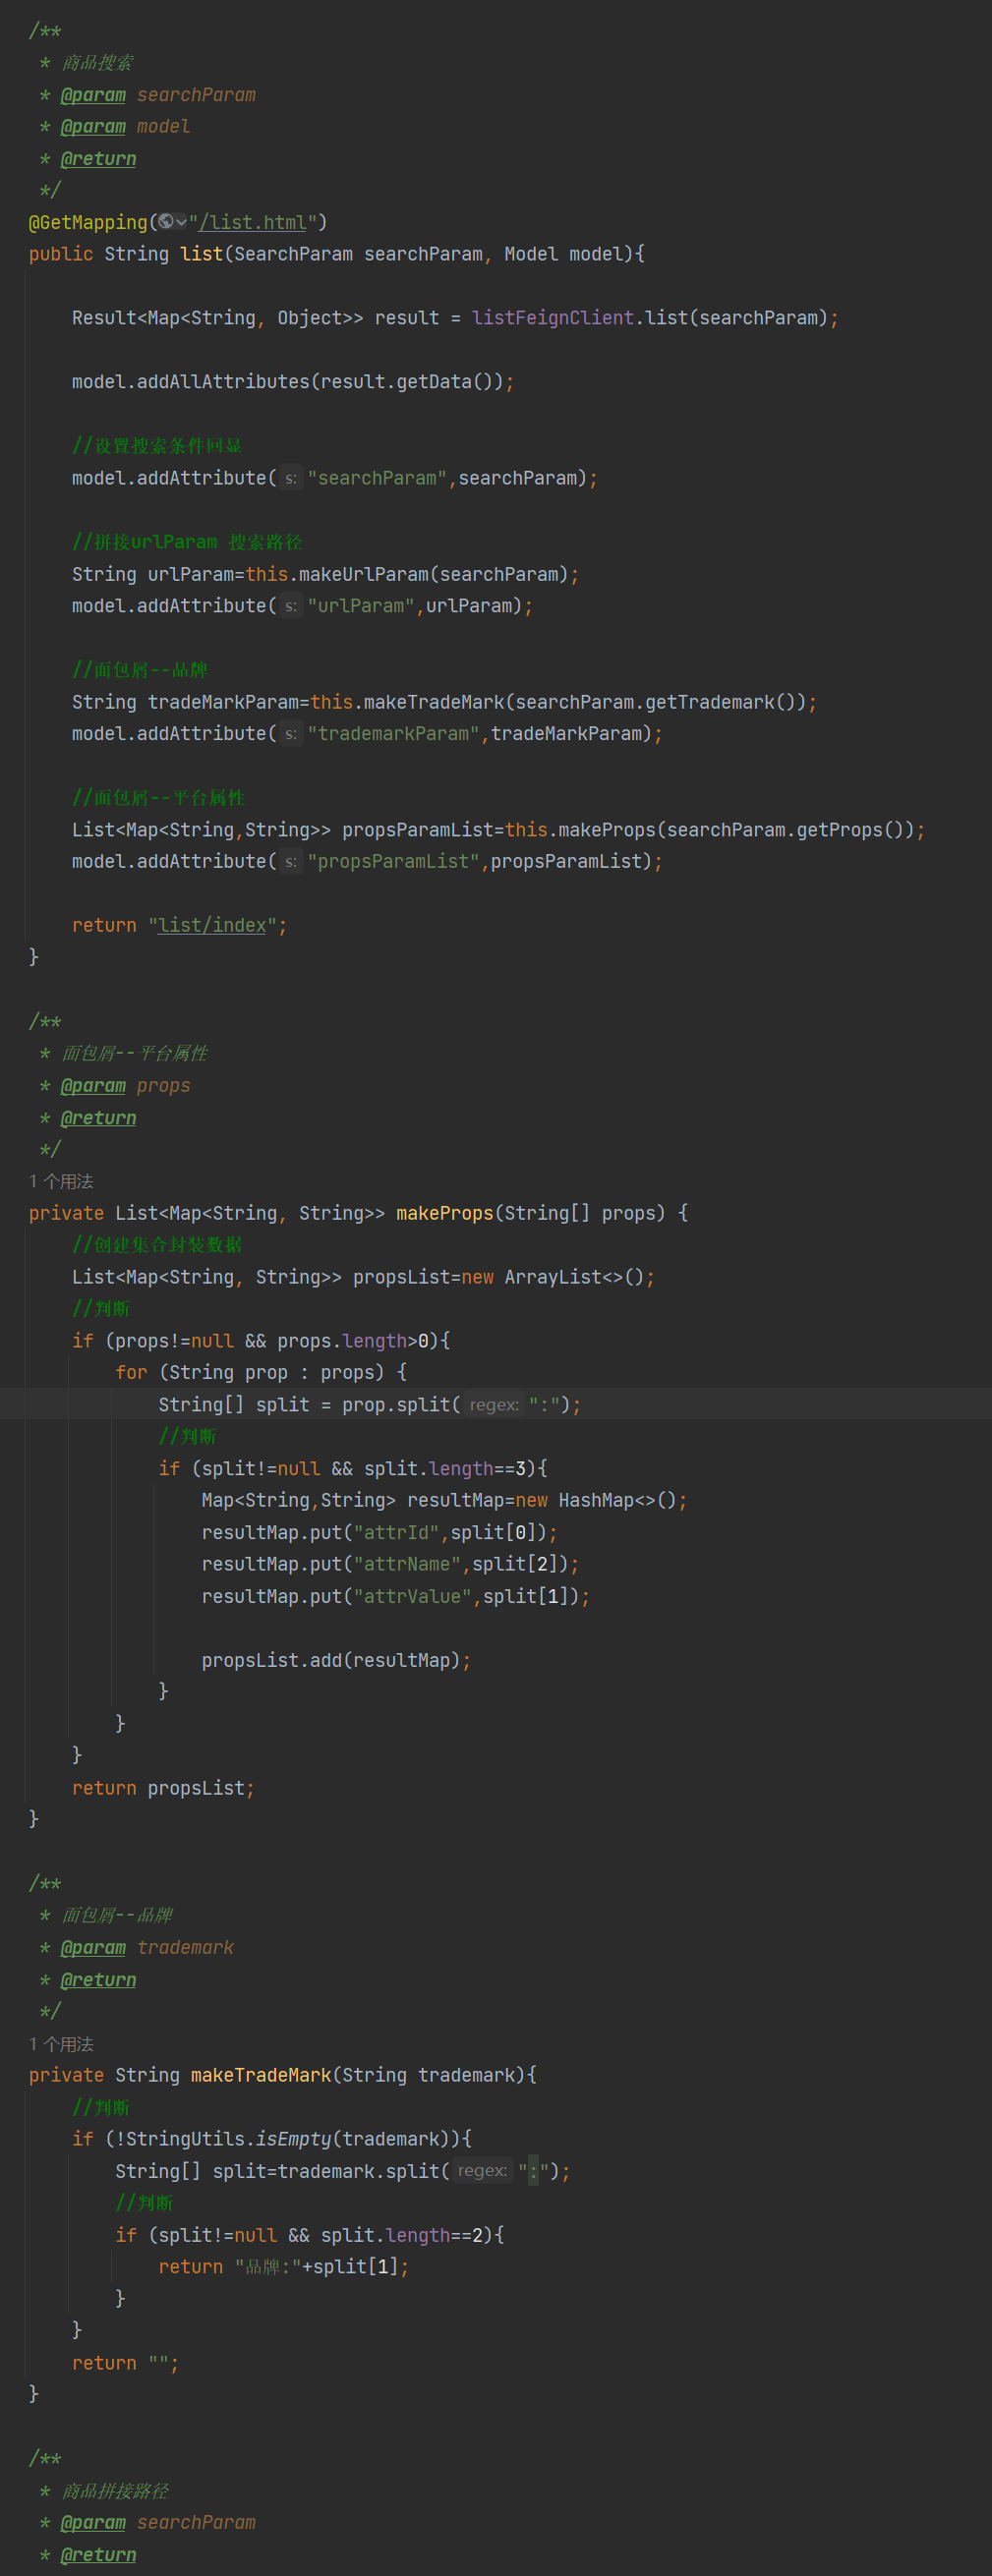 /**
 * 商品搜索
 * @param searchParam
 * @param model
 * @return
 */
@GetMapping("/list.html")
public String list(SearchParam searchParam, Model model){
Result<Map<String, Object>> result = listFeignClient.list(searchParam);
model.addAllAttributes(result.getData());
//设置搜索条件回显
model.addAttribute( s: "searchParam",searchParam);
//拼接urlParam 搜索路径
String urlParam=this.makeUrlParam(searchParam);
model.addAttribute( s: "urlParam",urlParam);
//面包屑--品牌
String tradeMarkParam=this.makeTradeMark(searchParam.getTrademark());
model.addAttribute( s: "trademarkParam",tradeMarkParam);
//面包屑--平台属性
List<Map<String,String>> propsParamList=this.makeProps(searchParam.getProps());
model.addAttribute( s: "propsParamList",propsParamList);
return "list/index";
}
/**
 * 面包屑--平台属性
 * @param props
 * @return
 */
1 个用法
private List<Map<String, String>> makeProps(String[] props) {
//创建集合封装数据
List<Map<String, String>> propsList=new ArrayList<>();
//判断
if (props!=null && props.length>0){
for (String prop : props) {
String[] split = prop.split( regex: ":");
//判断
if (split!=null && split.length==3){
Map<String,String> resultMap=new HashMap<>();
resultMap.put("attrId",split[0]);
resultMap.put("attrName",split[2]);
resultMap.put("attrValue",split[1]);
propsList.add(resultMap);
}
}
}
return propsList;
}
/**
 * 面包屑--品牌
 * @param trademark
 * @return
 */
1 个用法
private String makeTradeMark(String trademark){
//判断
if (!StringUtils.isEmpty(trademark)){
String[] split=trademark.split( regex: ":");
//判断
if (split!=null && split.length==2){
return "品牌:"+split[1];
}
}
return "";
}
/**
 * 商品拼接路径
 * @param searchParam
 * @return